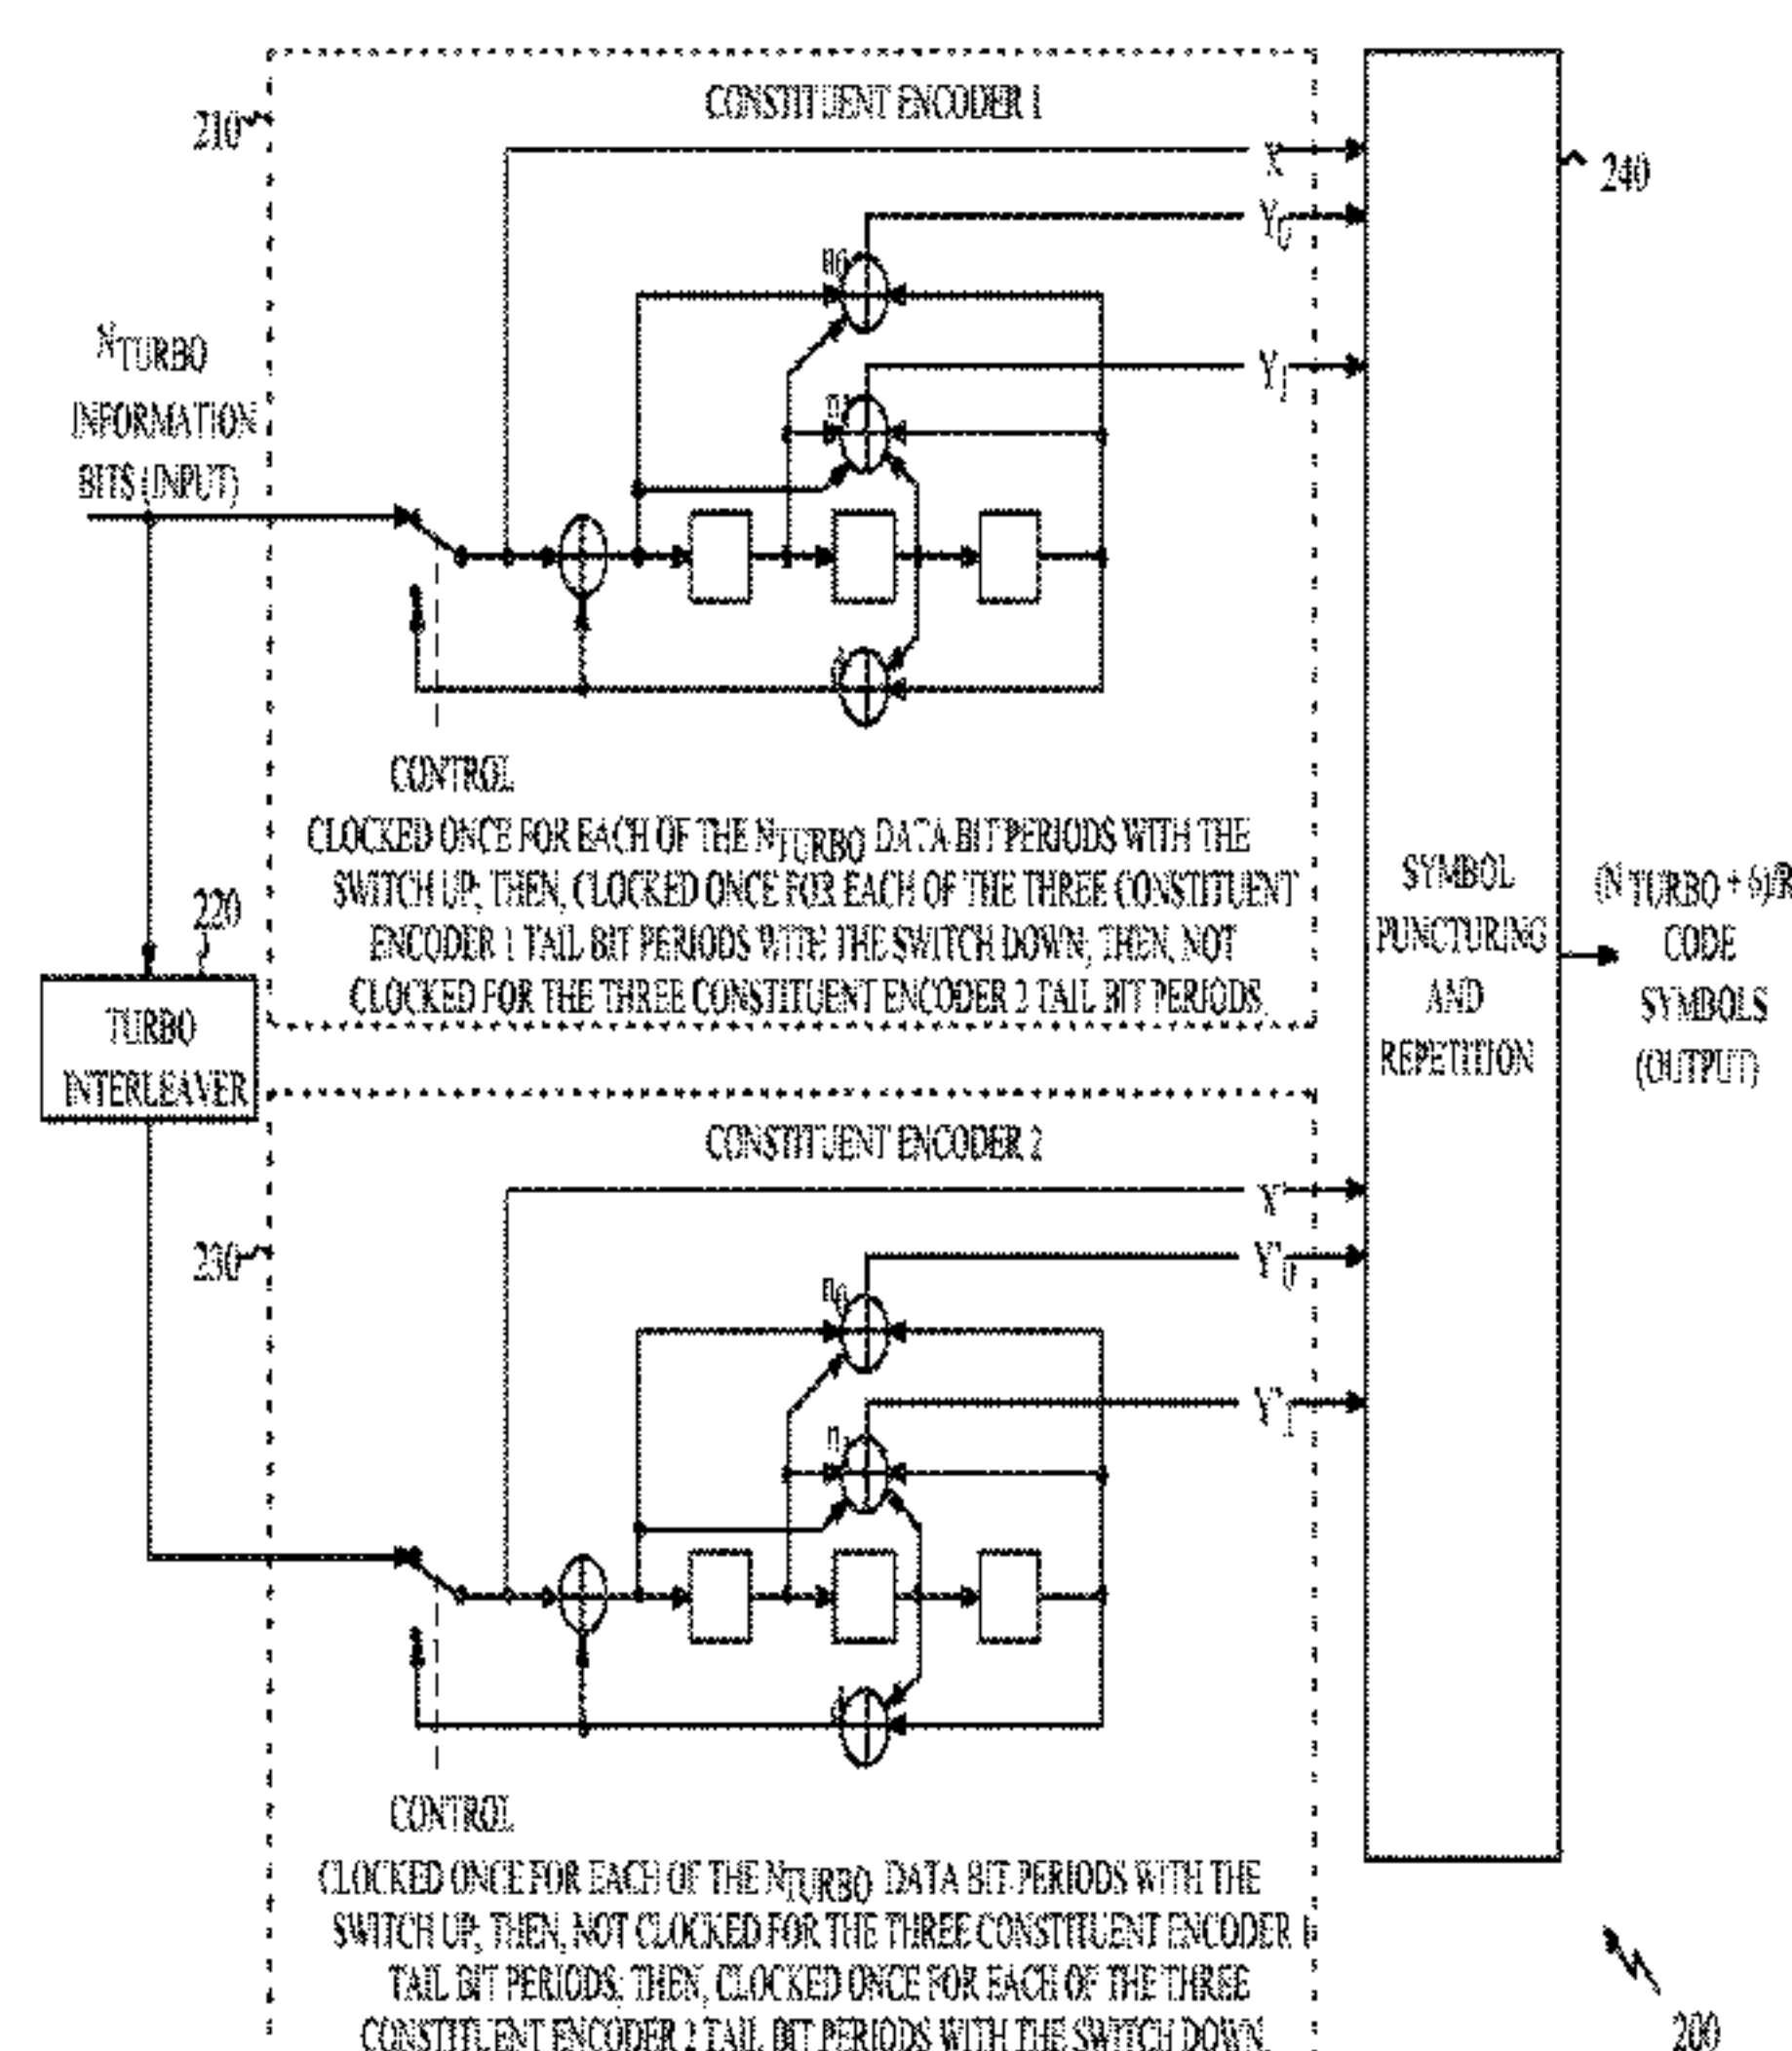 CONSTITUENT ENCODER 1
210
X
240
Y0
n0
NTURBO
INFORMATION
BITS (INPUT)
Y1
n1
d
CONTROL
CLOCKED ONCE FOR EACH OF THE NTURBO DATA BIT PERIODS WITH THE
SWITCH UP; THEN, CLOCKED ONCE FOR EACH OF THE THREE CONSTITUENT
ENCODER 1 TAIL BIT PERIODS WITH THE SWITCH DOWN; THEN, NOT
CLOCKED FOR THE THREE CONSTITUENT ENCODER 2 TAIL BIT PERIODS.
SYMBOL
PUNCTURING
AND
REPETITION
(NTURBO + 6)/R
CODE
SYMBOLS
(OUTPUT)
220
TURBO
INTERLEAVER
CONSTITUENT ENCODER 2
230
Y'0
n0
Y'1
d
CONTROL
CLOCKED ONCE FOR EACH OF THE NTURBO DATA BIT PERIODS WITH THE
SWITCH UP; THEN, NOT CLOCKED FOR THE THREE CONSTITUENT ENCODER 1
TAIL BIT PERIODS; THEN, CLOCKED ONCE FOR EACH OF THE THREE
CONSTITUENT ENCODER 2 TAIL BIT PERIODS WITH THE SWITCH DOWN.
200